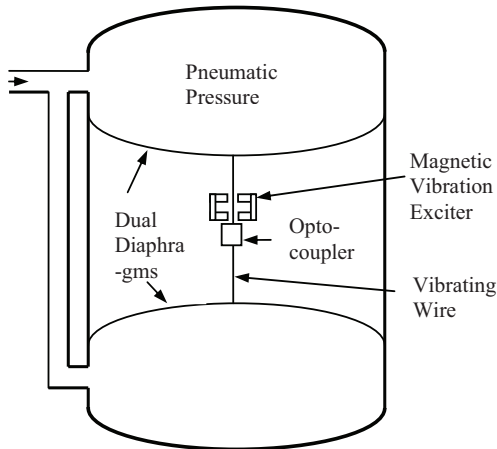 Pneumatic
Pressure
Magnetic
Vibration
Exciter
Dual
Diaphra
-gms
Opto-
coupler
Vibrating
Wire